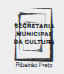 SECRETARIA
MUNICIPAL
DA CULTURA
Ribeirão Preto